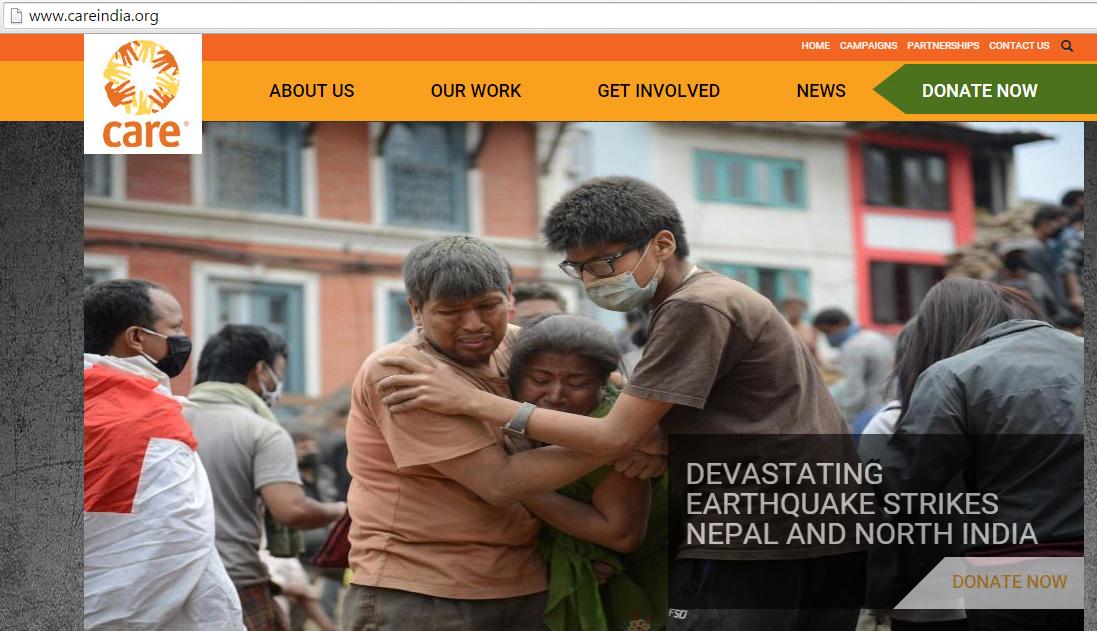 www.careindia.org
HOME CAMPAIGNS PARTNERSHIPS CONTACT US
care®
ABOUT US OUR WORK GET INVOLVED NEWS DONATE NOW
DEVASTATING
EARTHQUAKE STRIKES
NEPAL AND NORTH INDIA
DONATE NOW